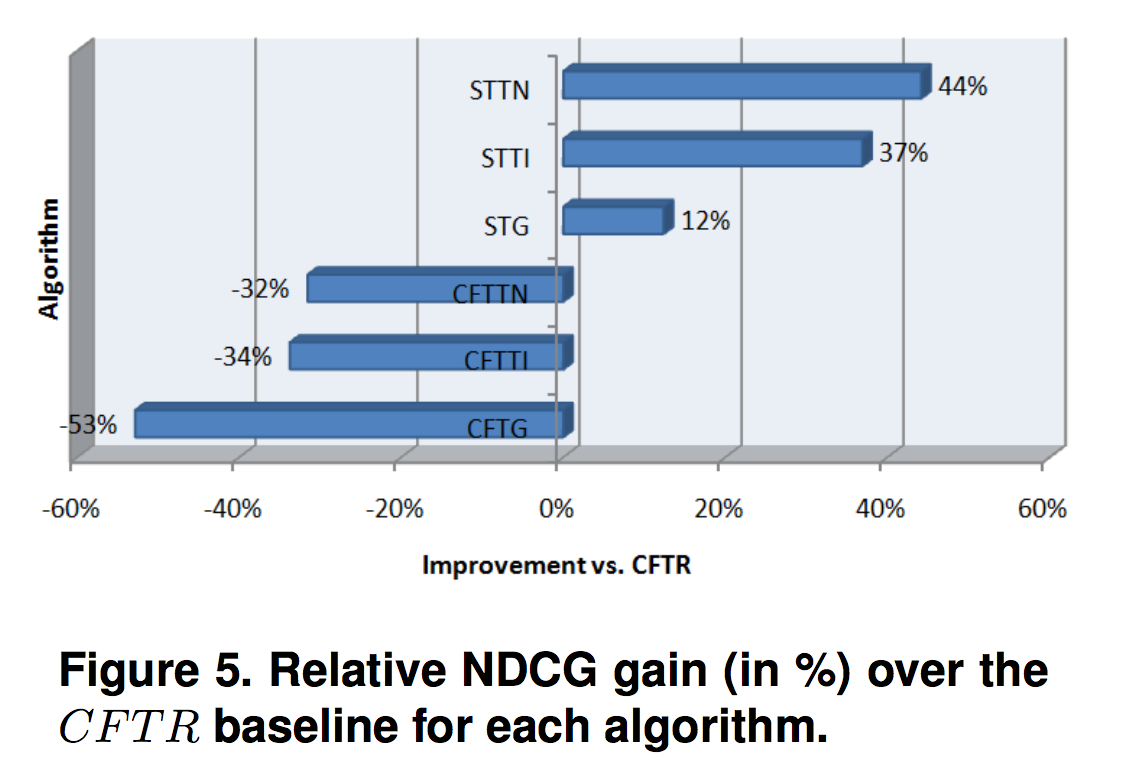 STTN 44%
STTI 37%
STG 12%
-32% CFTTN
-34% CFTTI
-53% CFTG
Algorithm
-60% -40% -20% 0% 20% 40% 60%
Improvement vs. CFTR
Figure 5. Relative NDCG gain (in %) over the
CFTR baseline for each algorithm.